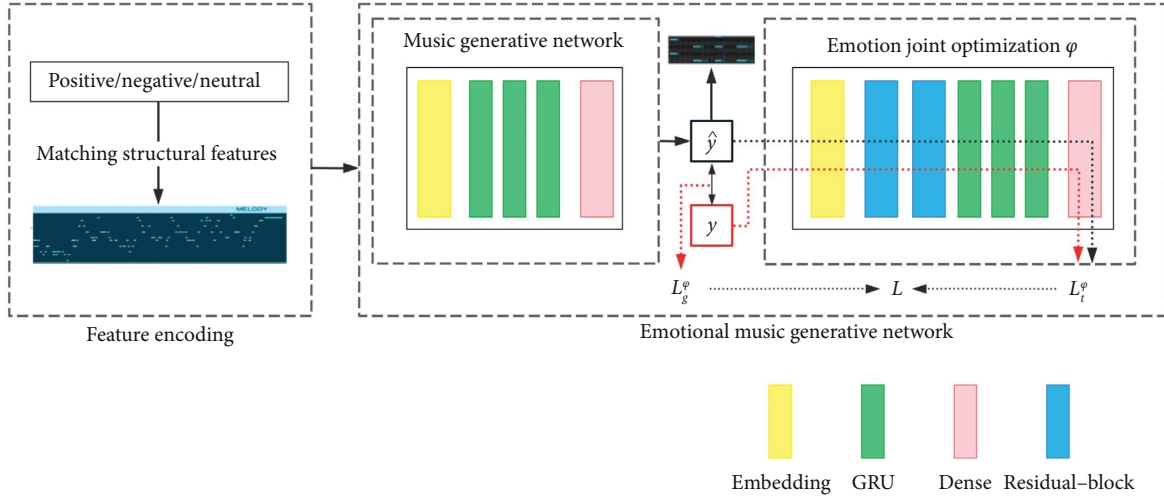 Positive/negative/neutral
Matching structural features
MELODY
Feature encoding
Music generative network
ŷ
y
Emotion joint optimization φ
L_g^φ
L
L_t^φ
Emotional music generative network
Embedding
GRU
Dense
Residual–block